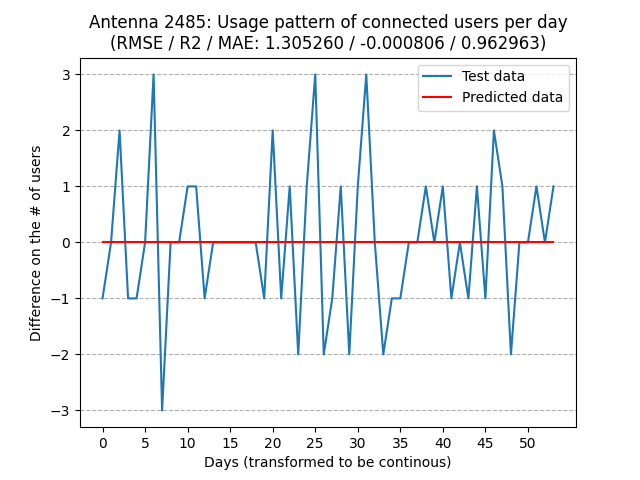 Antenna 2485: Usage pattern of connected users per day
(RMSE / R2 / MAE: 1.305260 / -0.000806 / 0.962963)
Test data
Predicted data
Difference on the # of users
3
2
1
0
−1
−2
−3
0 5 10 15 20 25 30 35 40 45 50
Days (transformed to be continous)